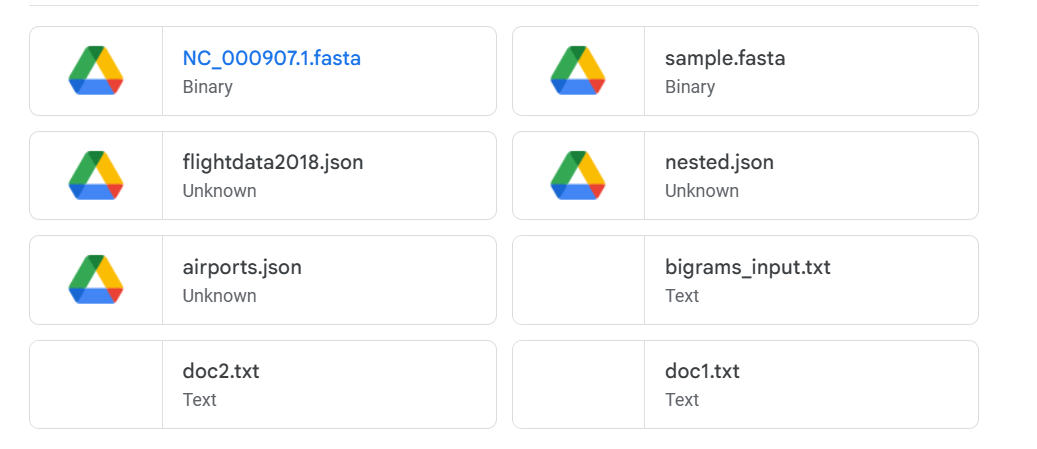 NC_000907.1.fasta
Binary
sample.fasta
Binary
flightdata2018.json
Unknown
nested.json
Unknown
airports.json
Unknown
bigrams_input.txt
Text
doc2.txt
Text
doc1.txt
Text